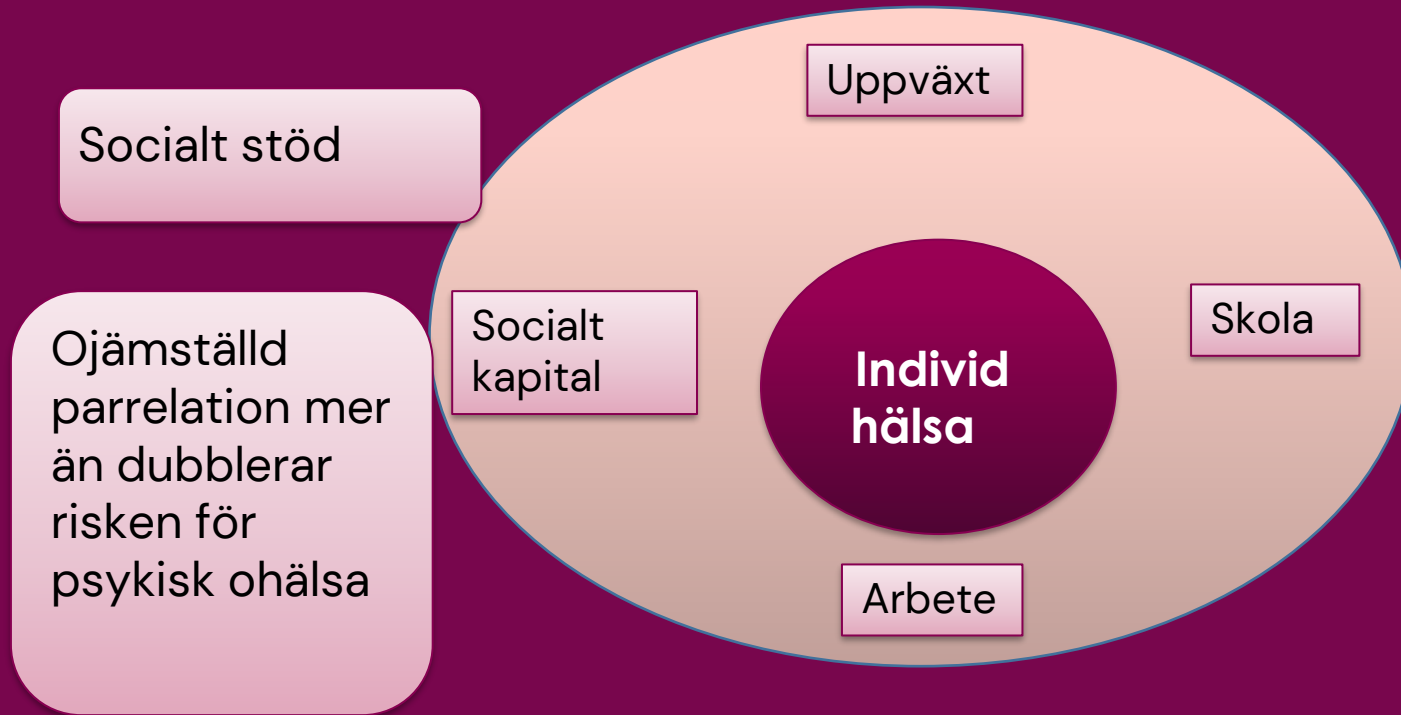 Uppväxt
Socialt stöd
Ojämställd
parrelation mer
än dubblerar
risken för
psykisk ohälsa
Socialt
kapital
Individ
hälsa
Skola
Arbete